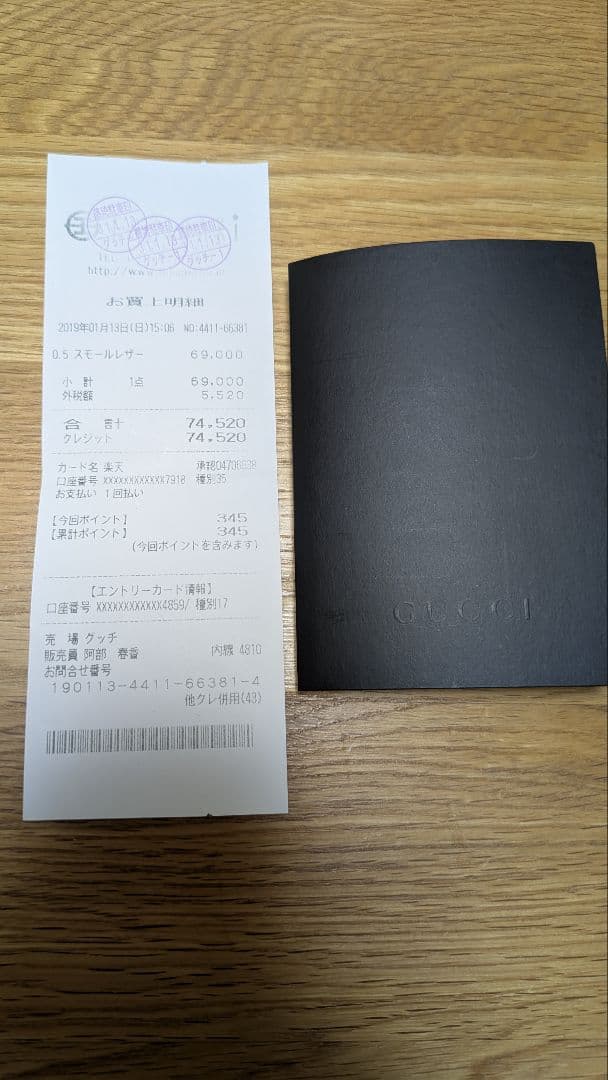 http://www
お買上明細
2019年01月13日(日)15:06 NO:4411-66381
0.5 スモールレザー 69,000
小 計 1点 69,000
外税額 5,520
合 計 74,520
クレジット 74,520
カード名 楽天
口座番号 XXXXXXXXXXXX7918 種別35
お支払い 1回払い
【今回ポイント】 345
【累計ポイント】 345
(今回ポイントを含みます)
【エントリーカード情報】
口座番号 XXXXXXXXXXXX4859/ 種別17
売 場 グッチ
販売員 阿部 春香 内線 4810
お問合せ番号
190113-4411-66381-4
他クレ併用(43)
GUCCI